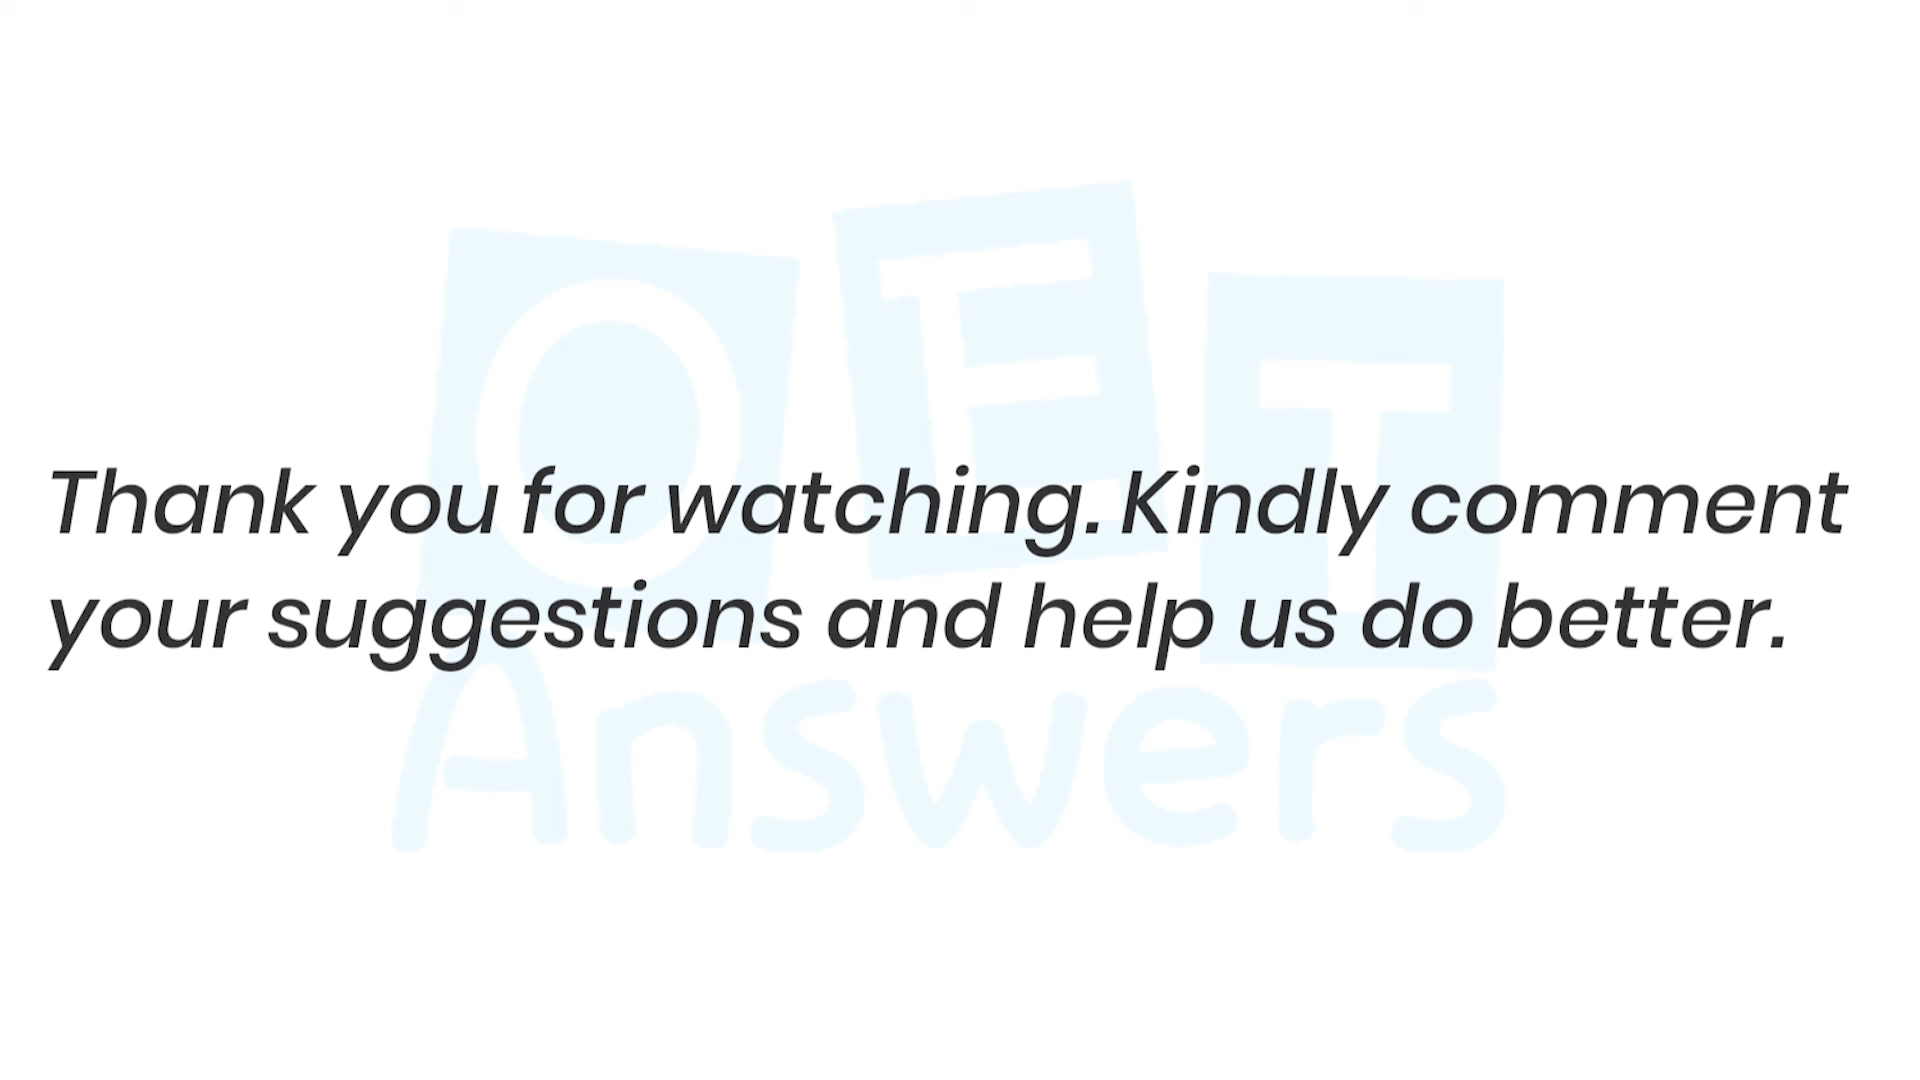 OET
Thank you for watching. Kindly comment
your suggestions and help us do better.
Answers